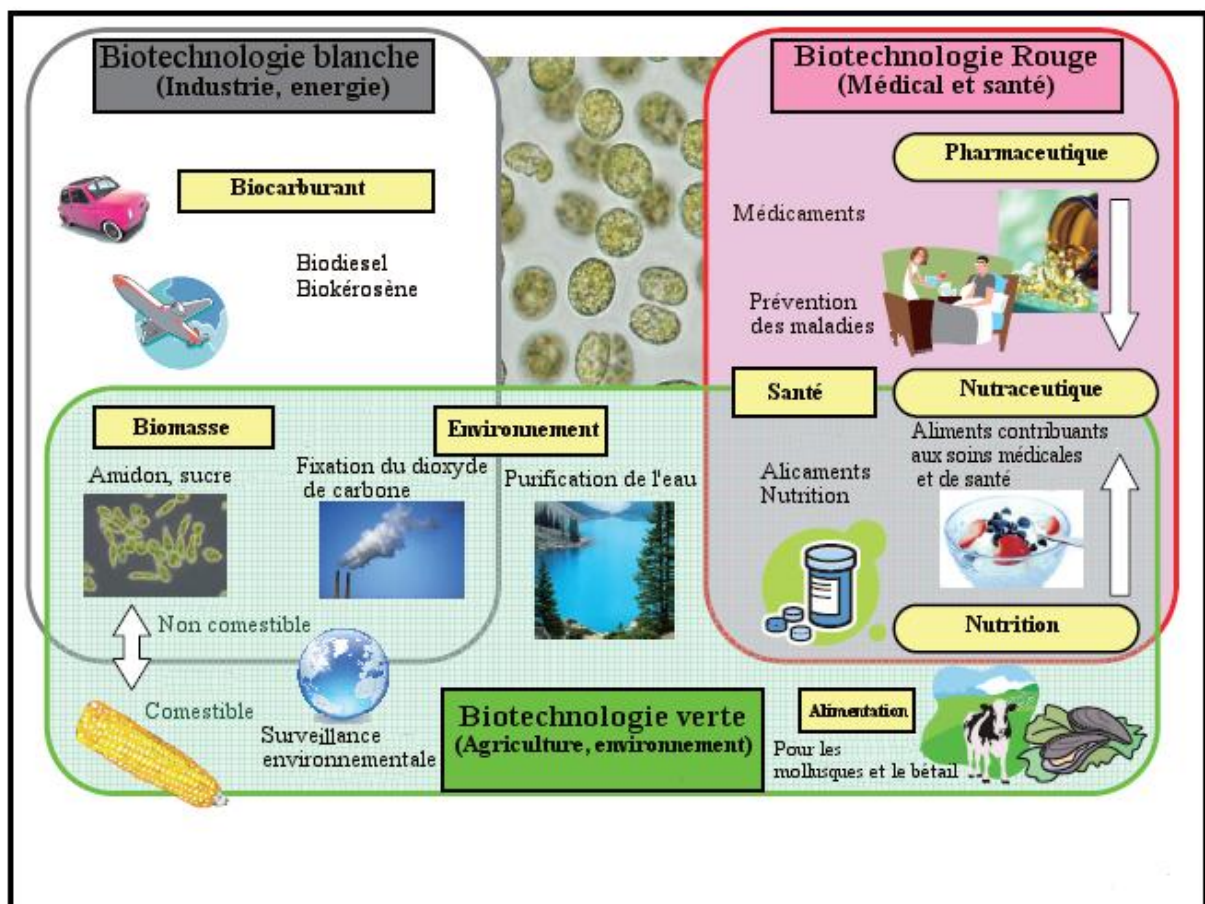 Biotechnologie blanche
(Industrie, energie)
Biotechnologie Rouge
(Médical et santé)
Pharmaceutique
Biocarburant
Médicaments
Biodiesel
Biokérosène
Prévention
des maladies
Santé
Nutraceutique
Biomasse
Environnement
Aliments contribuants
aux soins médicales
et de santé
Amidon, sucre
Fixation du dioxyde
de carbone
Purification de l'eau
Alicaments
Nutrition
Non comestible
Nutrition
Comestible
Surveillance
environnementale
Biotechnologie verte
(Agriculture, environnement)
Alimentation
Pour les
mollusques et le bétail